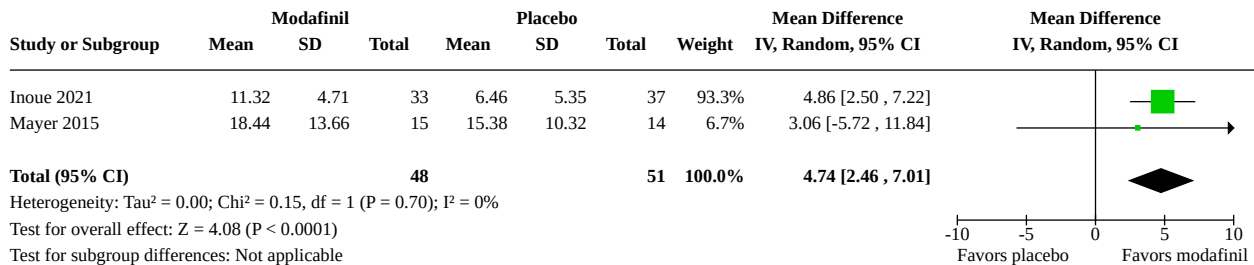 Modafinil Placebo Mean Difference Mean Difference
Study or Subgroup Mean SD Total Mean SD Total Weight IV, Random, 95% CI IV, Random, 95% CI
Inoue 2021 11.32 4.71 33 6.46 5.35 37 93.3% 4.86 [2.50 , 7.22]
Mayer 2015 18.44 13.66 15 15.38 10.32 14 6.7% 3.06 [-5.72 , 11.84]
Total (95% CI) 48 51 100.0% 4.74 [2.46 , 7.01]
Heterogeneity: Tau² = 0.00; Chi² = 0.15, df = 1 (P = 0.70); I² = 0%
Test for overall effect: Z = 4.08 (P < 0.0001) -10 -5 0 5 10
Test for subgroup differences: Not applicable Favors placebo Favors modafinil